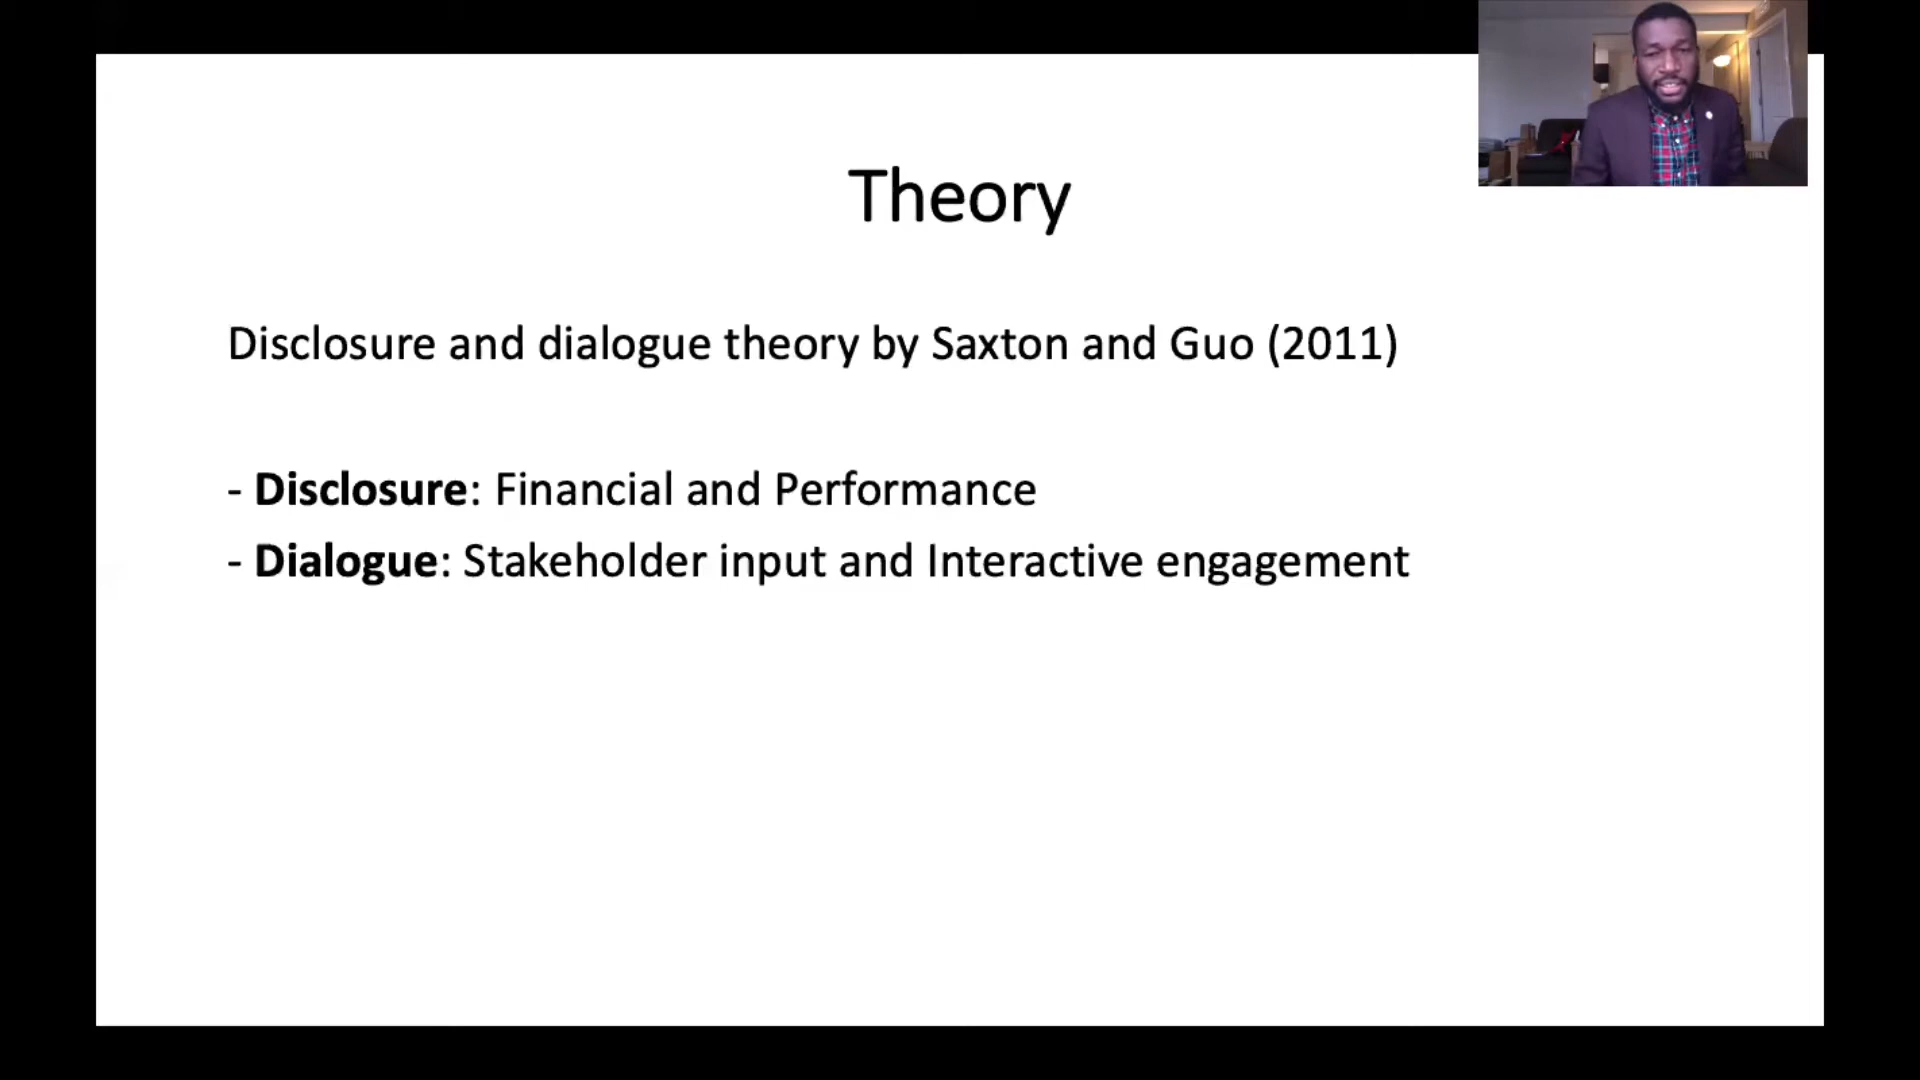 Theory
Disclosure and dialogue theory by Saxton and Guo (2011)
- Disclosure: Financial and Performance
- Dialogue: Stakeholder input and Interactive engagement